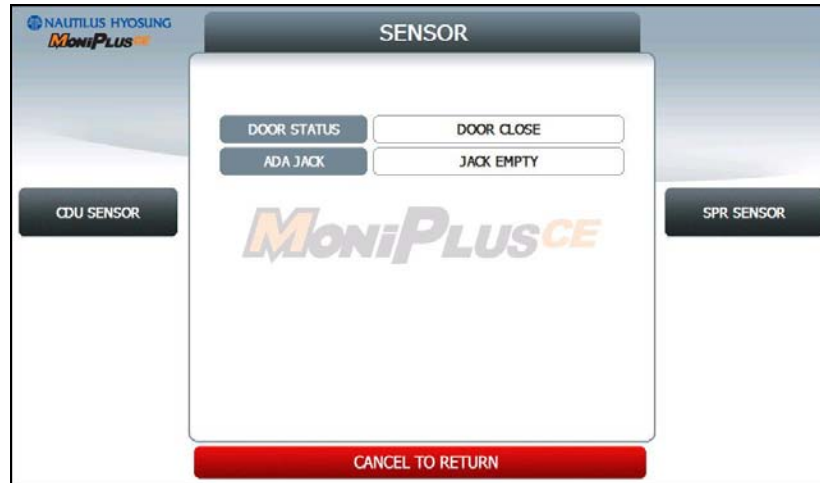 NAUTILUS HYOSUNG
MoniPlusCE
SENSOR
DOOR STATUS
DOOR CLOSE
ADA JACK
JACK EMPTY
CDU SENSOR
MoniPlusCE
SPR SENSOR
CANCEL TO RETURN